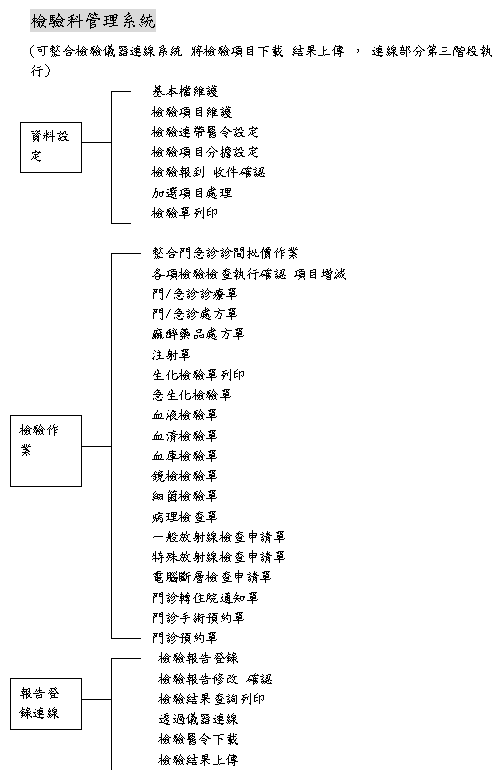 檢驗科管理系統
(可整合檢驗儀器連線系統 將檢驗項目下載 結果上傳 ， 連線部分第三階段執
行)
資料設
定
基本檔維護
檢驗項目維護
檢驗連帶醫令設定
檢驗項目分擔設定
檢驗報到 收件確認
加選項目處理
檢驗單列印
檢驗作
業
整合門急診診間批價作業
各項檢驗檢查執行確認 項目增減
門/急診診療單
門/急診處方單
麻醉藥品處方單
注射單
生化檢驗單列印
急生化檢驗單
血液檢驗單
血清檢驗單
血庫檢驗單
鏡檢檢驗單
細菌檢驗單
病理檢查單
一般放射線檢查申請單
特殊放射線檢查申請單
電腦斷層檢查申請單
門診轉住院通知單
門診手術預約單
門診預約單
報告登
錄連線
檢驗報告登錄
檢驗報告修改 確認
檢驗結果查詢列印
透過儀器連線
檢驗醫令下載
檢驗結果上傳